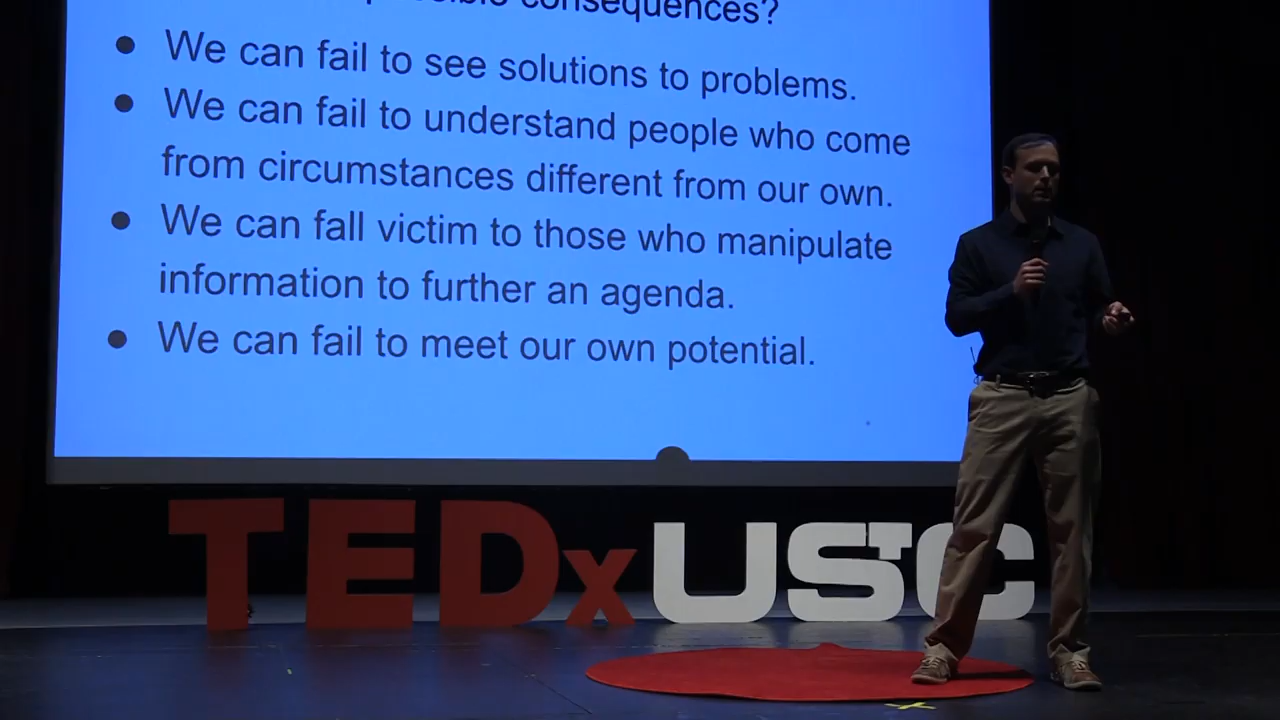 consequences?
● We can fail to see solutions to problems.
● We can fail to understand people who come
from circumstances different from our own.
● We can fall victim to those who manipulate
information to further an agenda.
● We can fail to meet our own potential.
TEDxUSTC